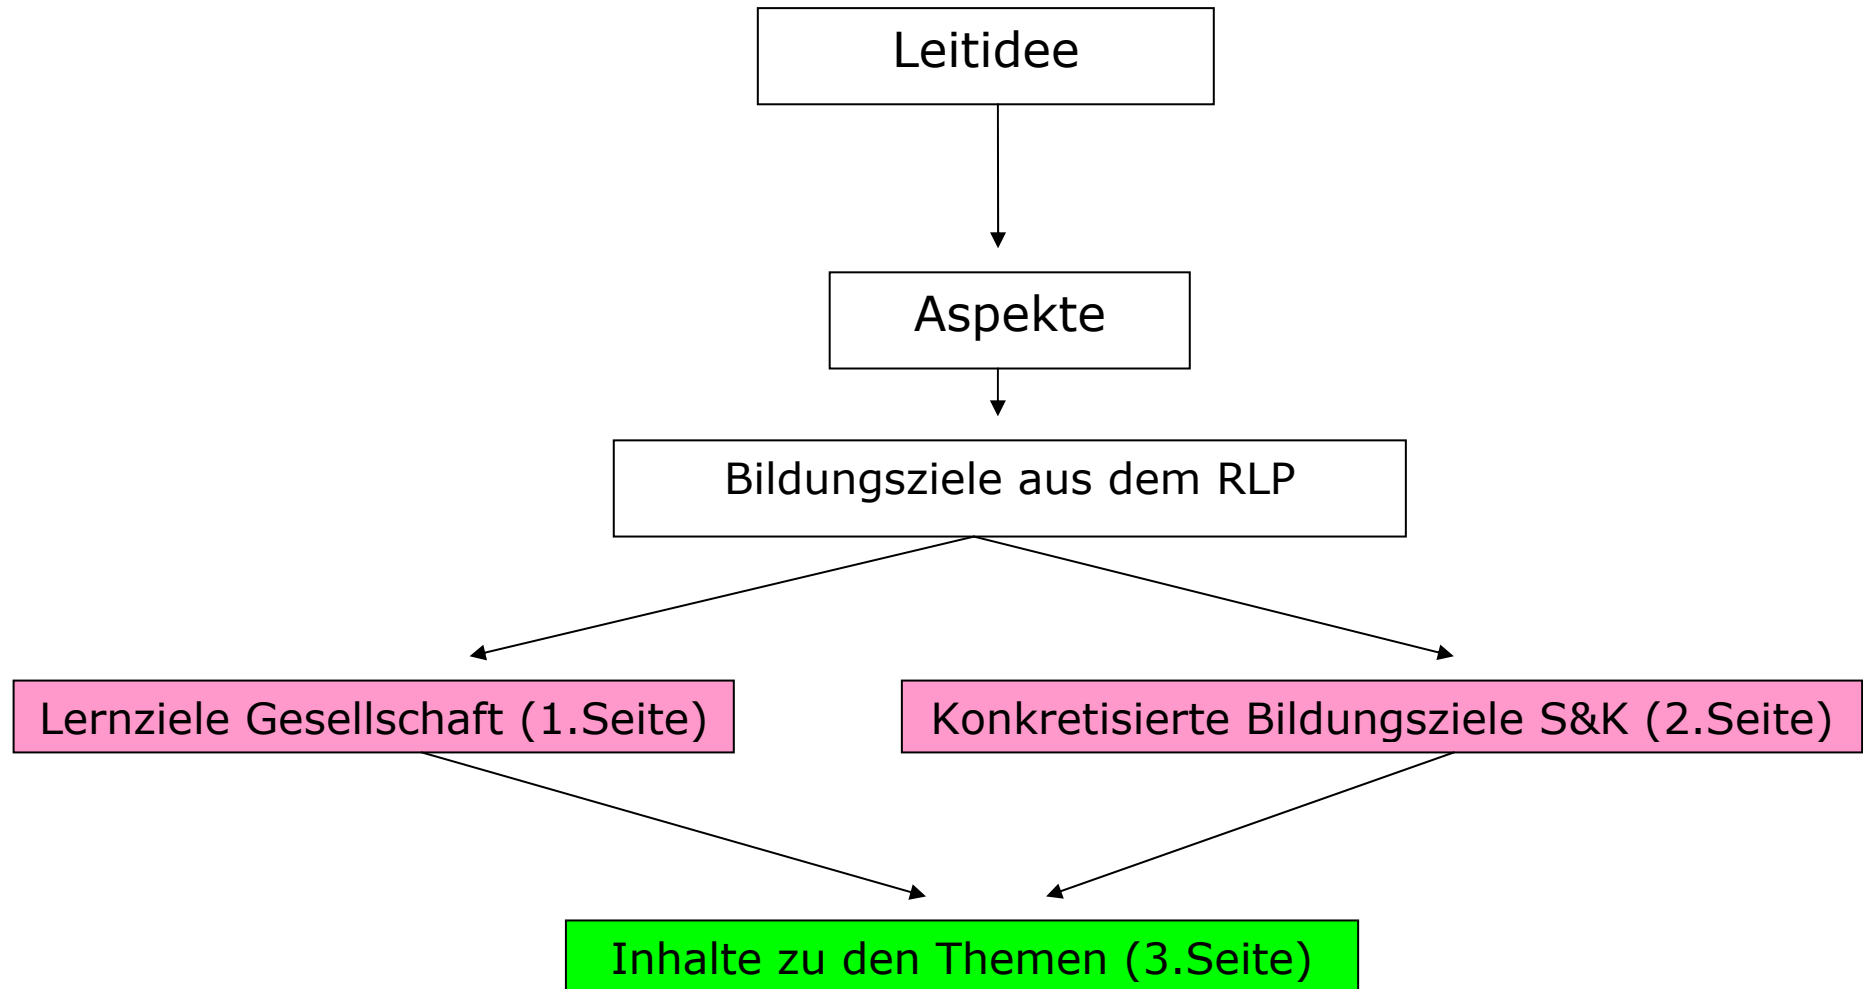 Leitidee
Aspekte
Bildungsziele aus dem RLP
Lernziele Gesellschaft (1.Seite)
Konkretisierte Bildungsziele S&K (2.Seite)
Inhalte zu den Themen (3.Seite)